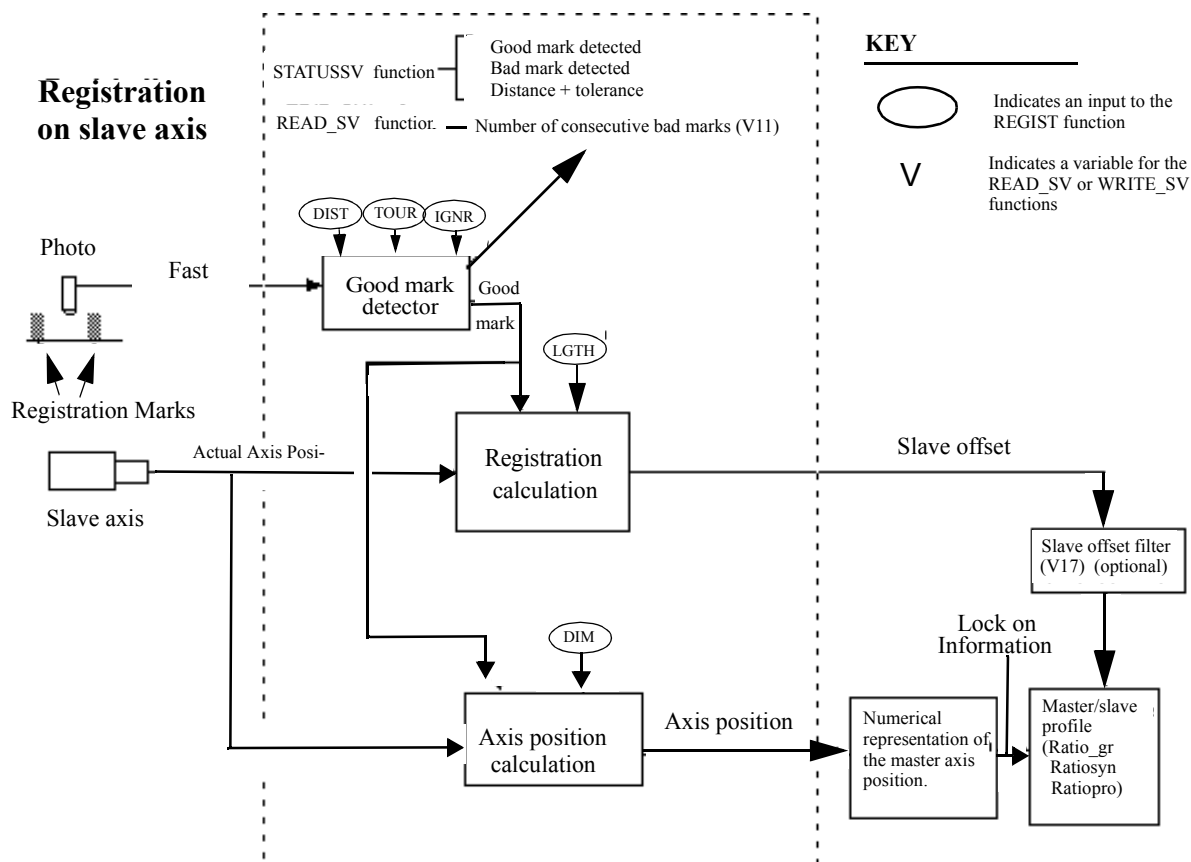 Registration
on slave axis
STATUSSV function
Good mark detected
Bad mark detected
Distance + tolerance
READ_SV function.
Number of consecutive bad marks (V11)
KEY
Indicates an input to the
REGIST function
V
Indicates a variable for the
READ_SV or WRITE_SV
functions
DIST
TOUR
IGNR
Photo
Fast
Good mark
detector
Good
mark
LGTH
Registration Marks
Actual Axis Posi-
Registration
calculation
Slave offset
Slave axis
Slave offset filter
(V17) (optional)
DIM
Lock on
Information
Axis position
calculation
Axis position
Numerical
representation of
the master axis
position.
Master/slave
profile
(Ratio_gr
Ratiosyn
Ratiopro)